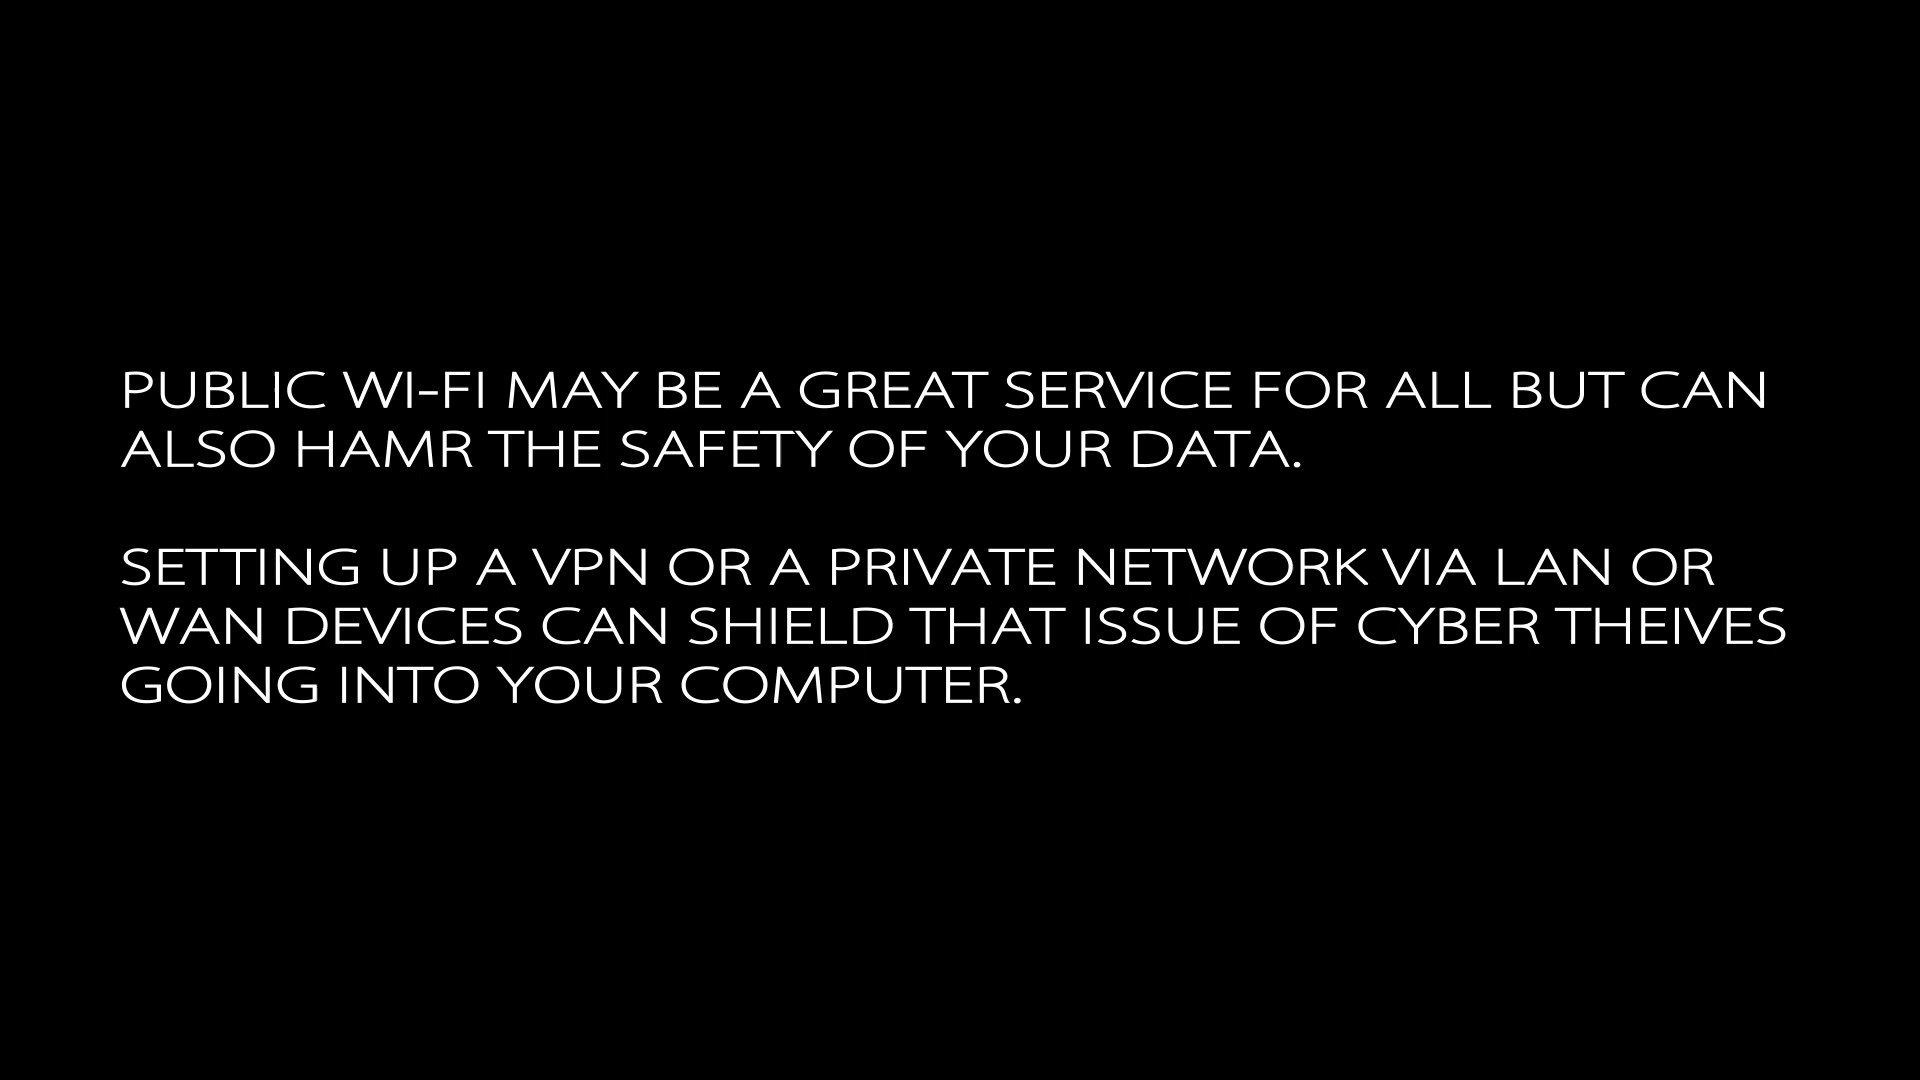 PUBLIC WI-FI MAY BE A GREAT SERVICE FOR ALL BUT CAN
ALSO HAMR THE SAFETY OF YOUR DATA.
SETTING UP A VPN OR A PRIVATE NETWORK VIA LAN OR
WAN DEVICES CAN SHIELD THAT ISSUE OF CYBER THEIVES
GOING INTO YOUR COMPUTER.